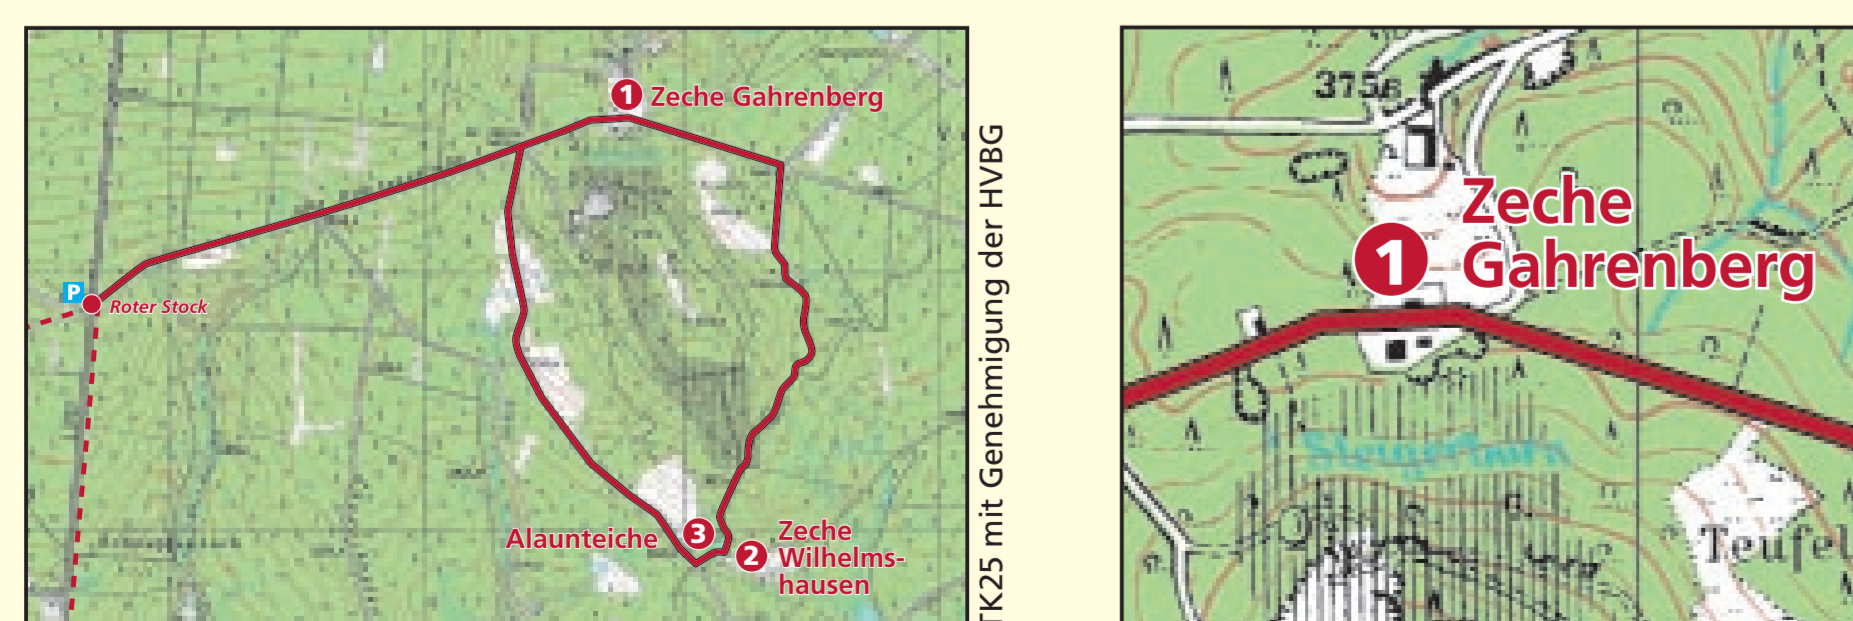 1 Zeche Gahrenberg
P
Roter Stock
Alaunteiche
3
2
Zeche
Wilhelms-
hausen
TK25 mit Genehmigung der HVBG
375,8
Zeche
1 Gahrenberg
Teufel